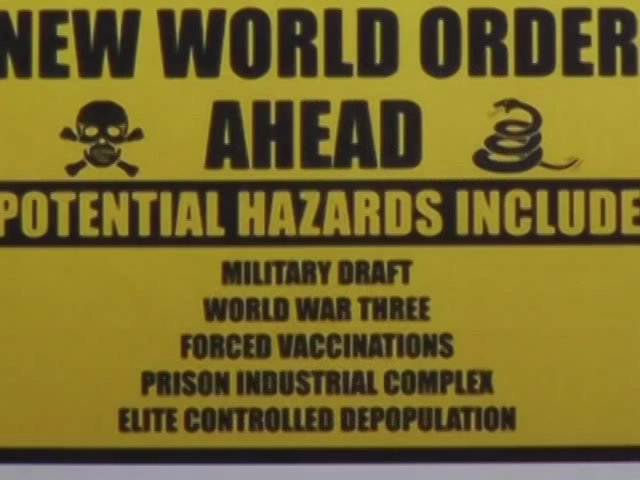 NEW WORLD ORDER
AHEAD
POTENTIAL HAZARDS INCLUDE
MILITARY DRAFT
WORLD WAR THREE
FORCED VACCINATIONS
PRISON INDUSTRIAL COMPLEX
ELITE CONTROLLED DEPOPULATION